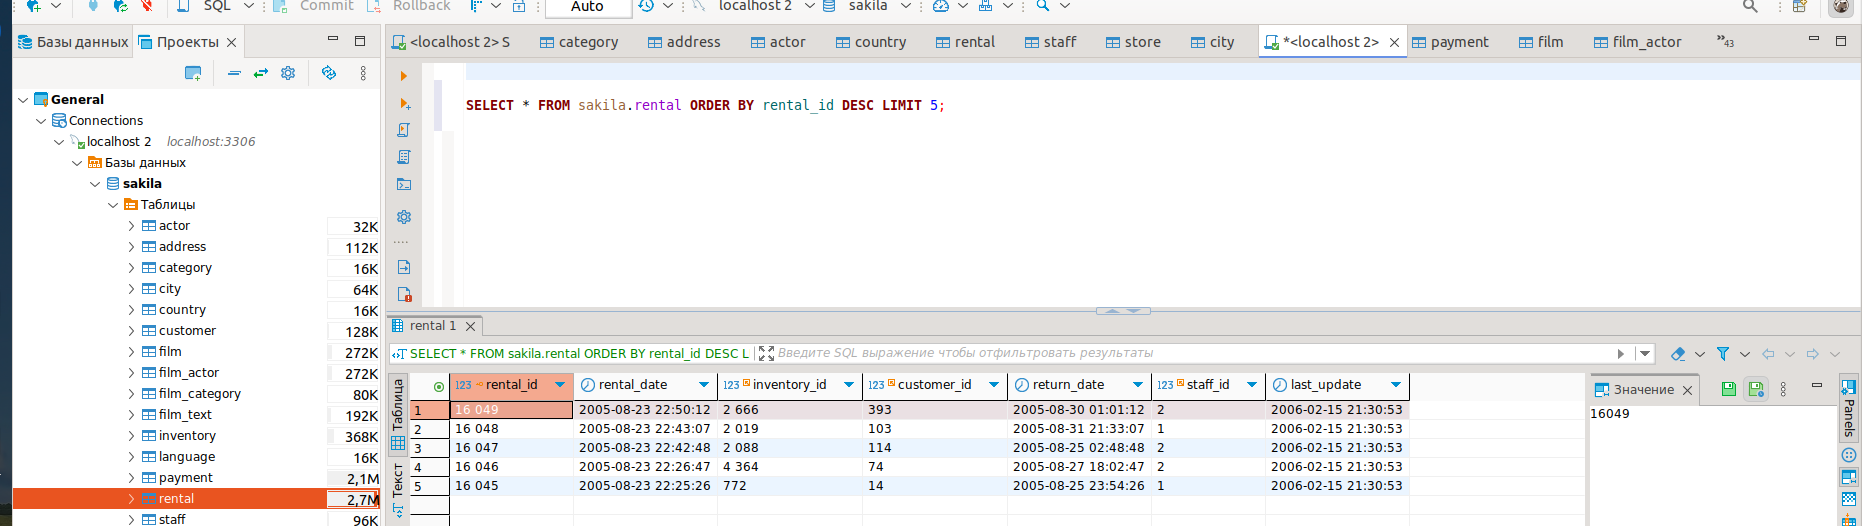 SQL Commit Rollback Auto localhost 2 sakila
Базы данных Проекты
<localhost 2> S category address actor country rental staff store city *<localhost 2> payment film film_actor »43
General
Connections
localhost 2 localhost:3306
Базы данных
sakila
Таблицы
actor 32K
address 112K
category 16K
city 64K
country 16K
customer 128K
film 272K
film_actor 272K
film_category 80K
film_text 192K
inventory 368K
language 16K
payment 2,1M
rental 2,7M
staff 96K
SELECT * FROM sakila.rental ORDER BY rental_id DESC LIMIT 5;
rental 1
SELECT * FROM sakila.rental ORDER BY rental_id DESC L Введите SQL выражение чтобы отфильтровать результаты
Таблица
Текст
123 rental_id rental_date 123 inventory_id 123 customer_id return_date 123 staff_id last_update
1 16 049 2005-08-23 22:50:12 2 666 393 2005-08-30 01:01:12 2 2006-02-15 21:30:53
2 16 048 2005-08-23 22:43:07 2 019 103 2005-08-31 21:33:07 1 2006-02-15 21:30:53
3 16 047 2005-08-23 22:42:48 2 088 114 2005-08-25 02:48:48 2 2006-02-15 21:30:53
4 16 046 2005-08-23 22:26:47 4 364 74 2005-08-27 18:02:47 2 2006-02-15 21:30:53
5 16 045 2005-08-23 22:25:26 772 14 2005-08-25 23:54:26 1 2006-02-15 21:30:53
Значение
16049
Panels